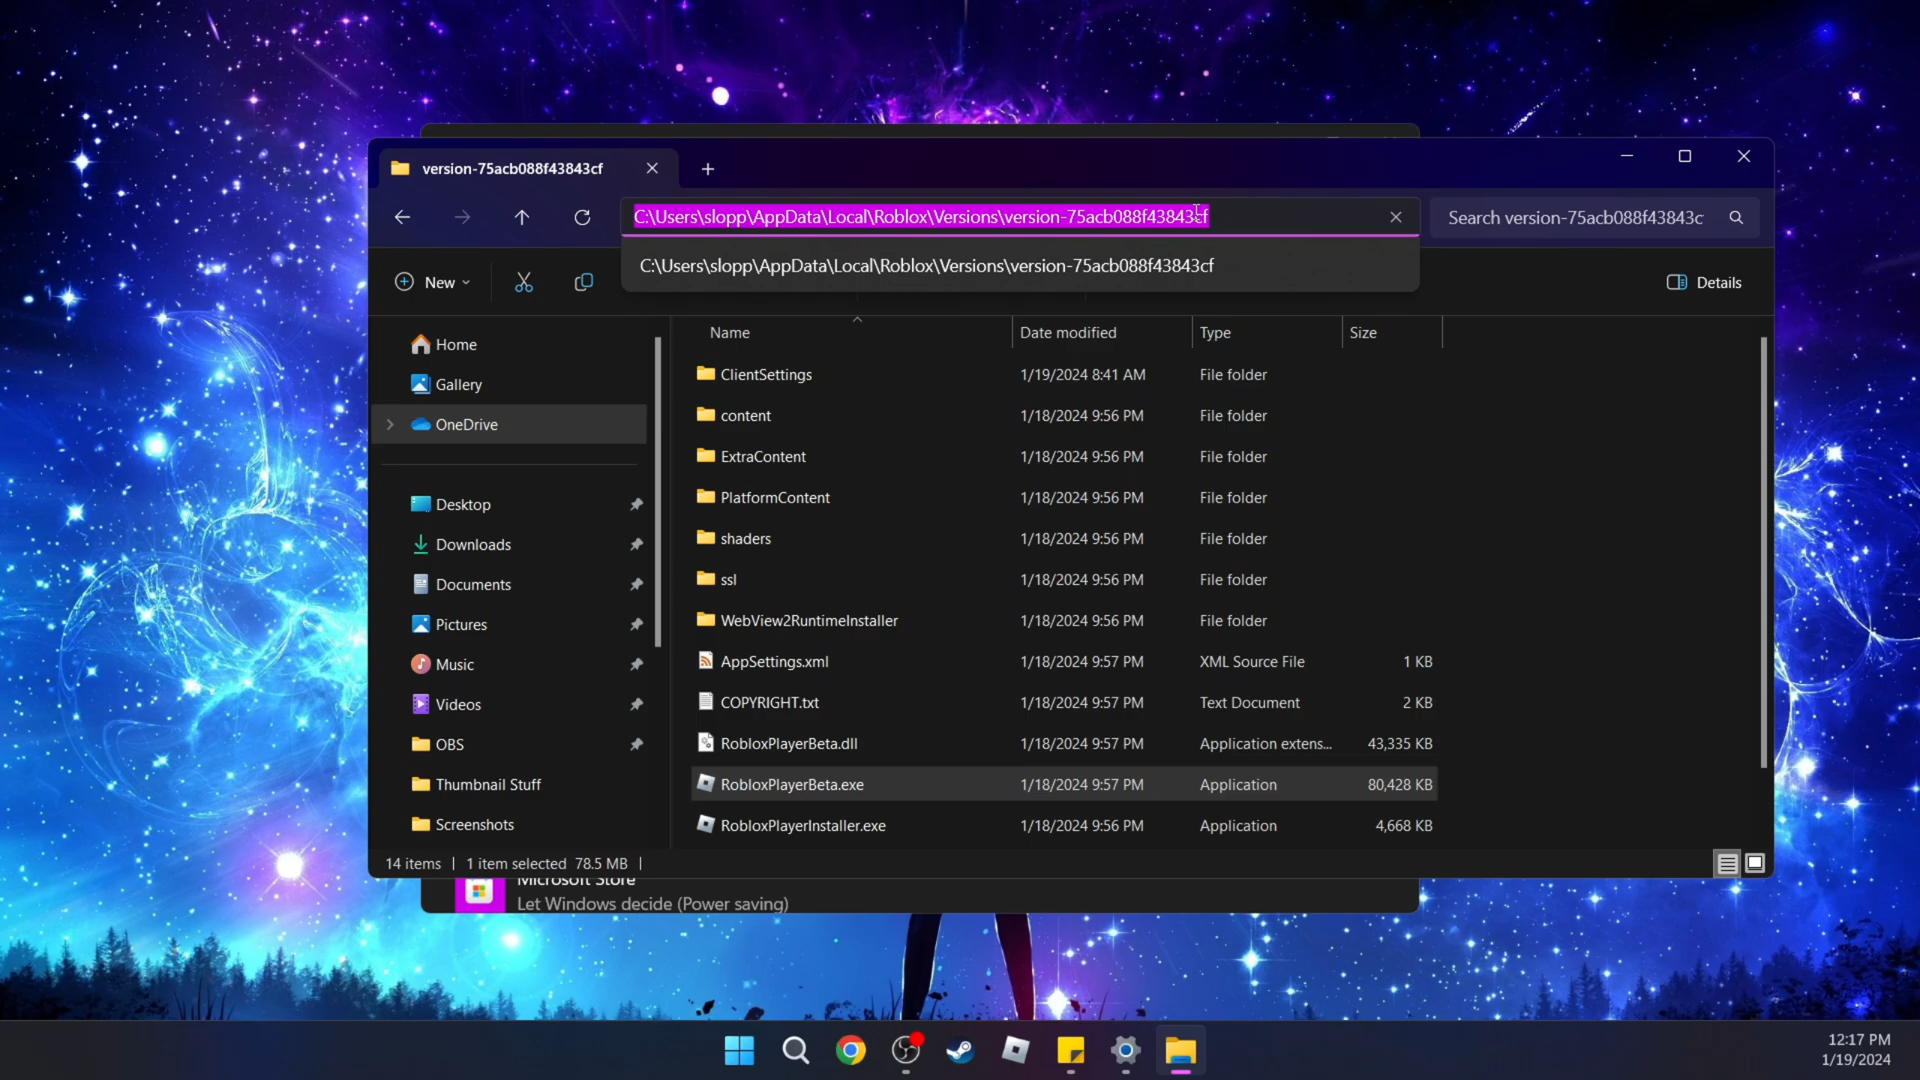 version-75acb088f43843cf
C:\Users\slopp\AppData\Local\Roblox\Versions\version-75acb088f43843cf
Search version-75acb088f43843c
C:\Users\slopp\AppData\Local\Roblox\Versions\version-75acb088f43843cf
New
Details
Name Date modified Type Size
Home
Gallery
OneDrive
Desktop
Downloads
Documents
Pictures
Music
Videos
OBS
Thumbnail Stuff
Screenshots
ClientSettings 1/19/2024 8:41 AM File folder
content 1/18/2024 9:56 PM File folder
ExtraContent 1/18/2024 9:56 PM File folder
PlatformContent 1/18/2024 9:56 PM File folder
shaders 1/18/2024 9:56 PM File folder
ssl 1/18/2024 9:56 PM File folder
WebView2RuntimeInstaller 1/18/2024 9:56 PM File folder
AppSettings.xml 1/18/2024 9:57 PM XML Source File 1 KB
COPYRIGHT.txt 1/18/2024 9:57 PM Text Document 2 KB
RobloxPlayerBeta.dll 1/18/2024 9:57 PM Application extens... 43,335 KB
RobloxPlayerBeta.exe 1/18/2024 9:57 PM Application 80,428 KB
RobloxPlayerInstaller.exe 1/18/2024 9:56 PM Application 4,668 KB
14 items 1 item selected 78.5 MB
Microsoft Store
Let Windows decide (Power saving)
12:17 PM
1/19/2024